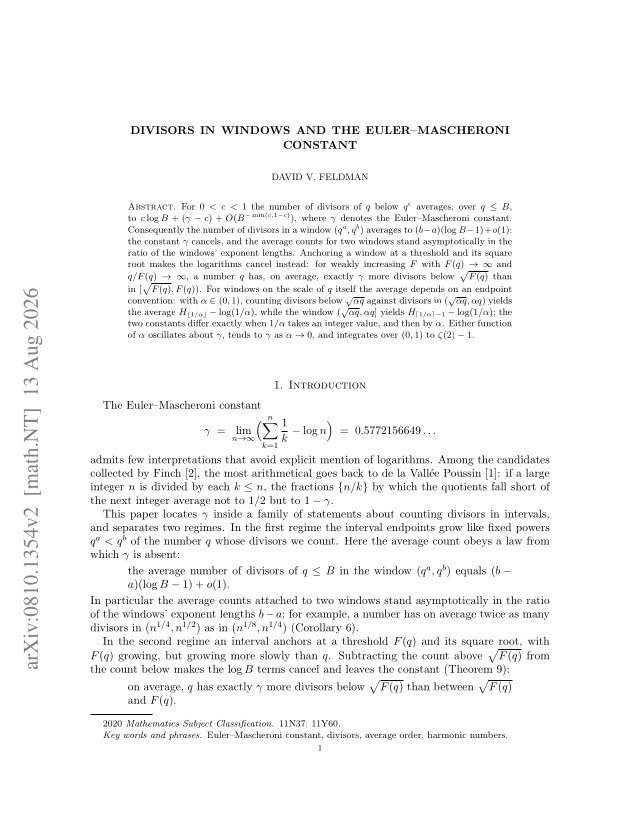 DIVISORS IN WINDOWS AND THE EULER–MASCHERONI
CONSTANT
DAVID V. FELDMAN
ABSTRACT. For 0 < c < 1 the number of divisors of q below q^c averages, over q ≤ B,
to c log B + (γ − c) + O(B^{− min(c,1−c)}), where γ denotes the Euler–Mascheroni constant.
Consequently the number of divisors in a window (q^a, q^b) averages to (b−a)(log B−1)+o(1):
the constant γ cancels, and the average counts for two windows stand asymptotically in the
ratio of the windows' exponent lengths. Anchoring a window at a threshold and its square
root makes the logarithms cancel instead: for weakly increasing F with F(q) → ∞ and
q/F(q) → ∞, a number q has, on average, exactly γ more divisors below √F(q) than
in [√F(q), F(q)). For windows on the scale of q itself the average depends on an endpoint
convention: with α ∈ (0, 1), counting divisors below √αq against divisors in (√αq, αq) yields
the average H_{⌊1/α⌋} − log(1/α), while the window (√αq, αq] yields H_{⌈1/α⌉−1} − log(1/α); the
two constants differ exactly when 1/α takes an integer value, and then by α. Either function
of α oscillates about γ, tends to γ as α → 0, and integrates over (0, 1) to ζ(2) − 1.
1. INTRODUCTION
The Euler–Mascheroni constant
γ = lim_{n→∞} (∑_{k=1}^{n} 1/k − log n) = 0.5772156649 . . .
admits few interpretations that avoid explicit mention of logarithms. Among the candidates
collected by Finch [2], the most arithmetical goes back to de la Vallée Poussin [1]: if a large
integer n is divided by each k ≤ n, the fractions {n/k} by which the quotients fall short of
the next integer average not to 1/2 but to 1 − γ.
This paper locates γ inside a family of statements about counting divisors in intervals,
and separates two regimes. In the first regime the interval endpoints grow like fixed powers
q^a < q^b of the number q whose divisors we count. Here the average count obeys a law from
which γ is absent:
the average number of divisors of q ≤ B in the window (q^a, q^b) equals (b −
a)(log B − 1) + o(1).
In particular the average counts attached to two windows stand asymptotically in the ratio
of the windows' exponent lengths b − a; for example, a number has on average twice as many
divisors in (n^{1/4}, n^{1/2}) as in (n^{1/8}, n^{1/4}) (Corollary 6).
In the second regime an interval anchors at a threshold F(q) and its square root, with
F(q) growing, but growing more slowly than q. Subtracting the count above √F(q) from
the count below makes the log B terms cancel and leaves the constant (Theorem 9):
on average, q has exactly γ more divisors below √F(q) than between √F(q)
and F(q).
2020 Mathematics Subject Classification. 11N37; 11Y60.
Key words and phrases. Euler–Mascheroni constant, divisors, average order, harmonic numbers.
1
arXiv:0810.1354v2 [math.NT] 13 Aug 2026